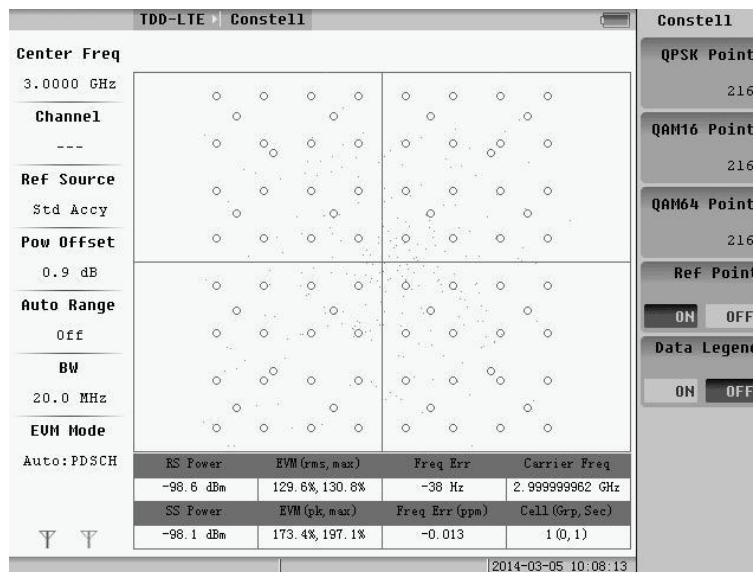 TDD-LTE Constell
Center Freq
3.0000 GHz
Channel
---
Ref Source
Std Accy
Pow Offset
0.9 dB
Auto Range
Off
BW
20.0 MHz
EVM Mode
Auto:PDSCH
RS Power EVM(rms,max) Freq Err Carrier Freq
-98.6 dBm 129.6%,130.8% -38 Hz 2.999999962 GHz
SS Power EVM(pk,max) Freq Err(ppm) Cell(Grp,Sec)
-98.1 dBm 173.4%,197.1% -0.013 1(0,1)
2014-03-05 10:08:13
Constell
QPSK Point
216
QAM16 Point
216
QAM64 Point
216
Ref Point
ON OFF
Data Legend
ON OFF